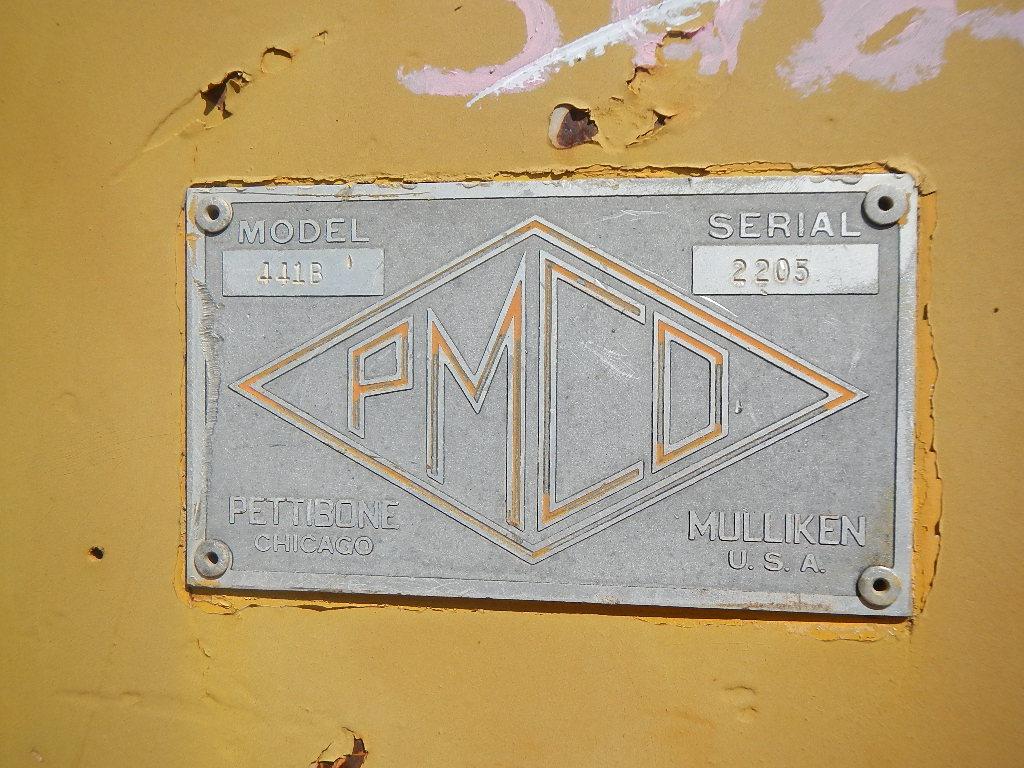 MODEL
441B
SERIAL
2205
PMCO
PETTIBONE
CHICAGO
MULLIKEN
U. S. A.